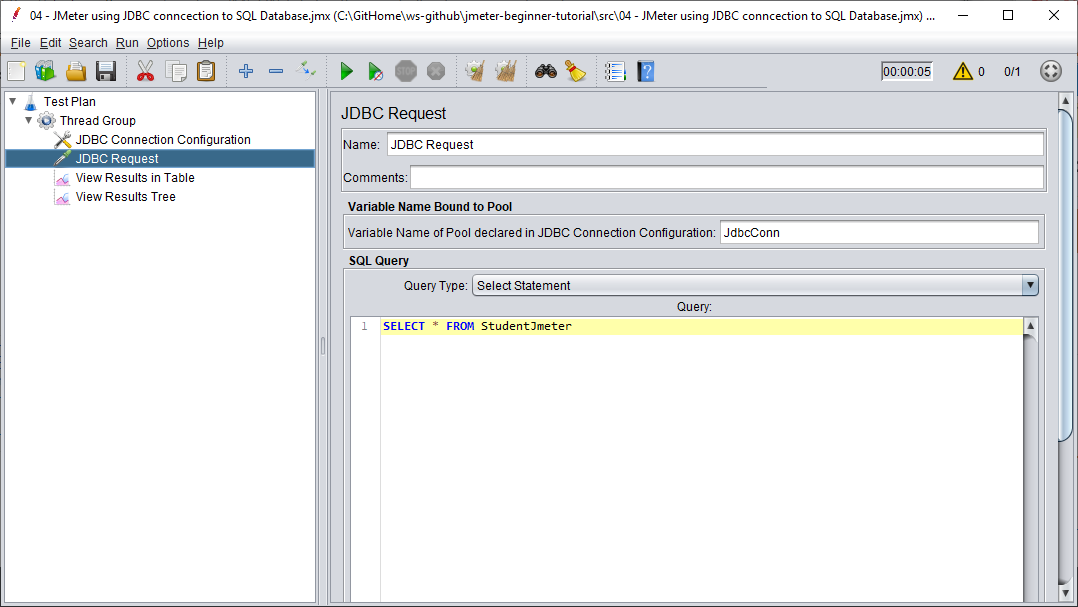 04 - JMeter using JDBC conncection to SQL Database.jmx (C:\GitHome\ws-github\jmeter-beginner-tutorial\src\04 - JMeter using JDBC conncection to SQL Database.jmx) ...
File Edit Search Run Options Help
STOP
00:00:05 0 0/1
Test Plan
Thread Group
JDBC Connection Configuration
JDBC Request
View Results in Table
View Results Tree
JDBC Request
Name: JDBC Request
Comments:
Variable Name Bound to Pool
Variable Name of Pool declared in JDBC Connection Configuration: JdbcConn
SQL Query
Query Type: Select Statement
Query:
1 SELECT * FROM StudentJmeter